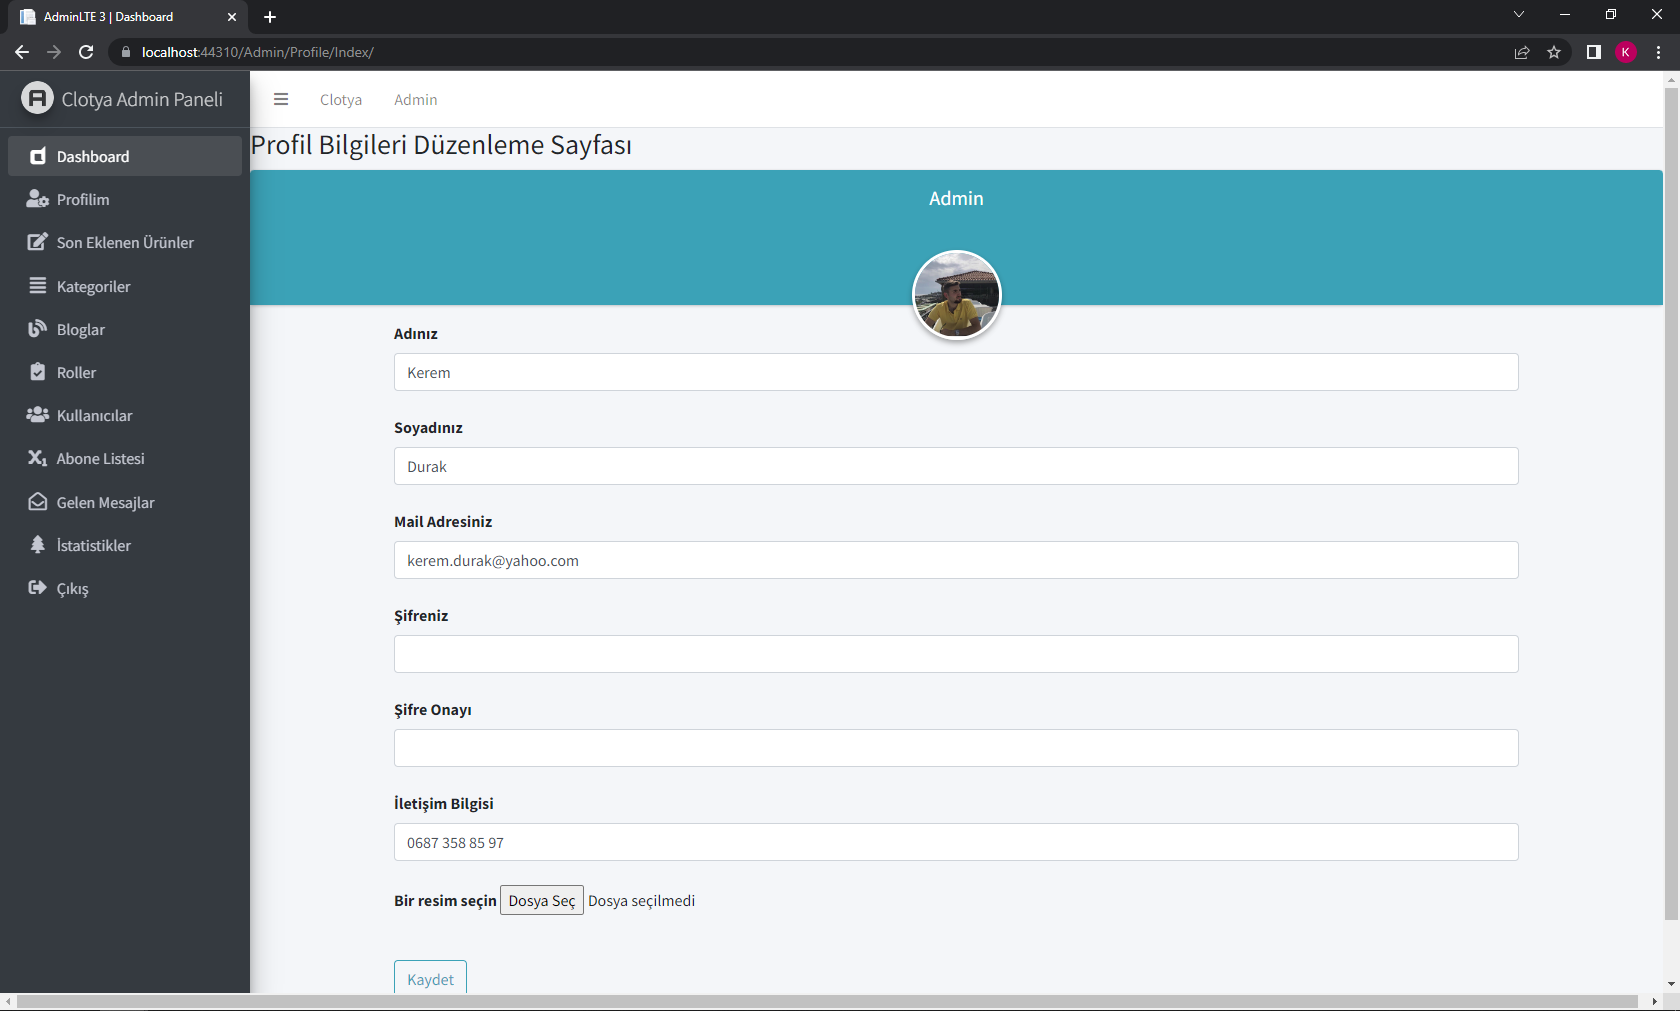 AdminLTE 3 | Dashboard
localhost:44310/Admin/Profile/Index/
K
Clotya Admin Paneli
Clotya
Admin
Dashboard
Profilim
Son Eklenen Ürünler
Kategoriler
Bloglar
Roller
Kullanıcılar
Abone Listesi
Gelen Mesajlar
İstatistikler
Çıkış
Profil Bilgileri Düzenleme Sayfası
Admin
Adınız
Kerem
Soyadınız
Durak
Mail Adresiniz
kerem.durak@yahoo.com
Şifreniz
Şifre Onayı
İletişim Bilgisi
0687 358 85 97
Bir resim seçin Dosya Seç Dosya seçilmedi
Kaydet